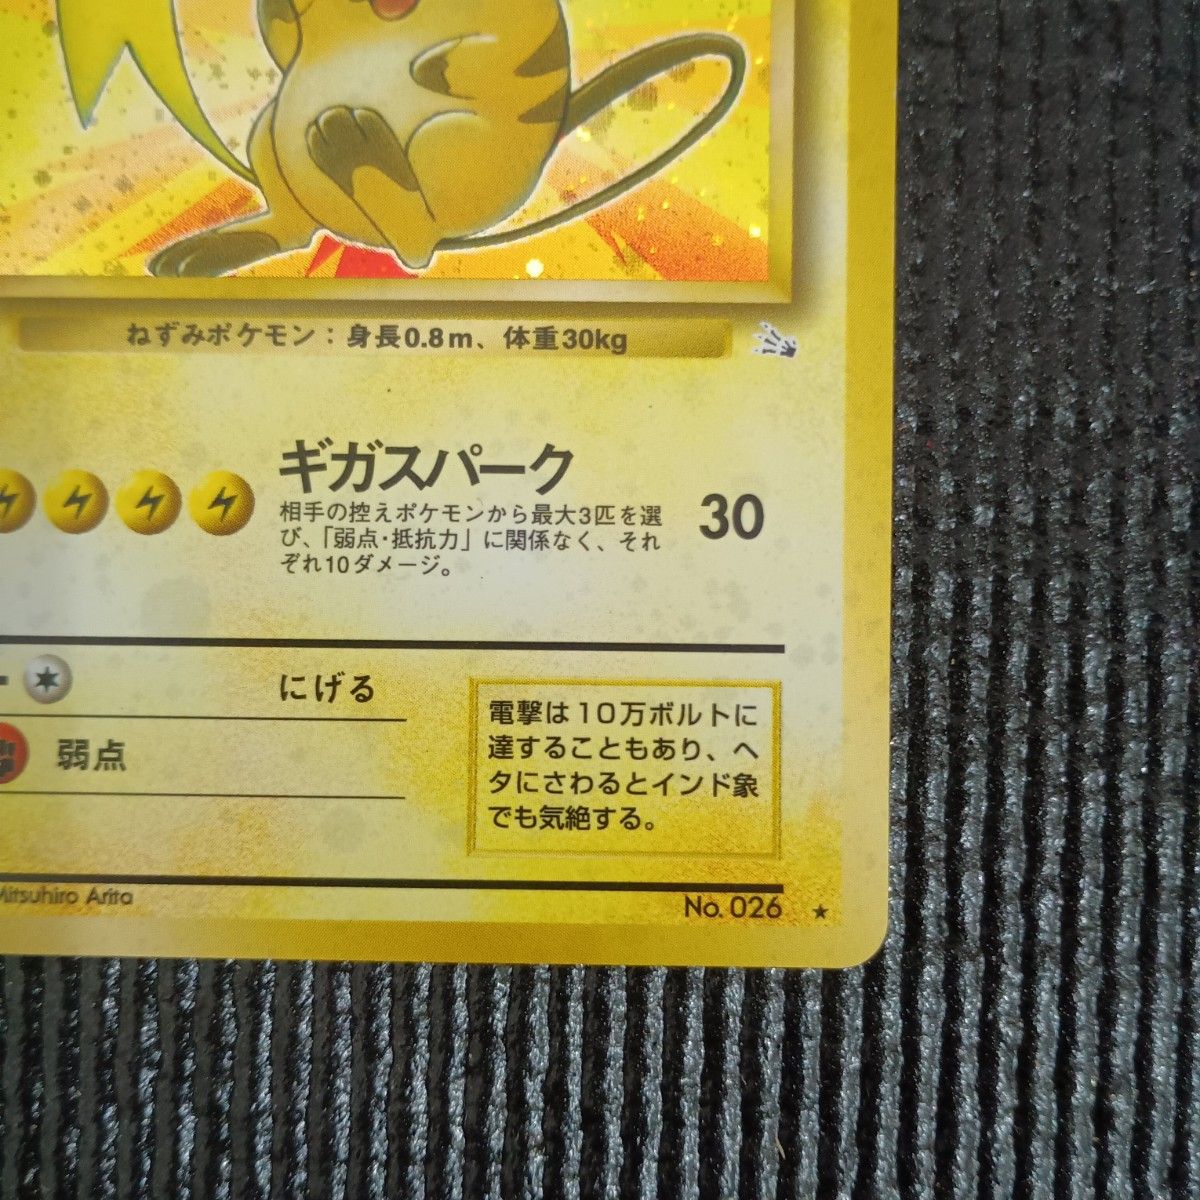 ねずみポケモン：身長0.8m、体重30kg
ギガスパーク
相手の控えポケモンから最大3匹を選
び、「弱点・抵抗力」に関係なく、それ
ぞれ10ダメージ。
30
にげる
弱点
電撃は10万ボルトに
達することもあり、ヘ
タにさわるとインド象
でも気絶する。
Mitsuhiro Arita
No. 026 ★